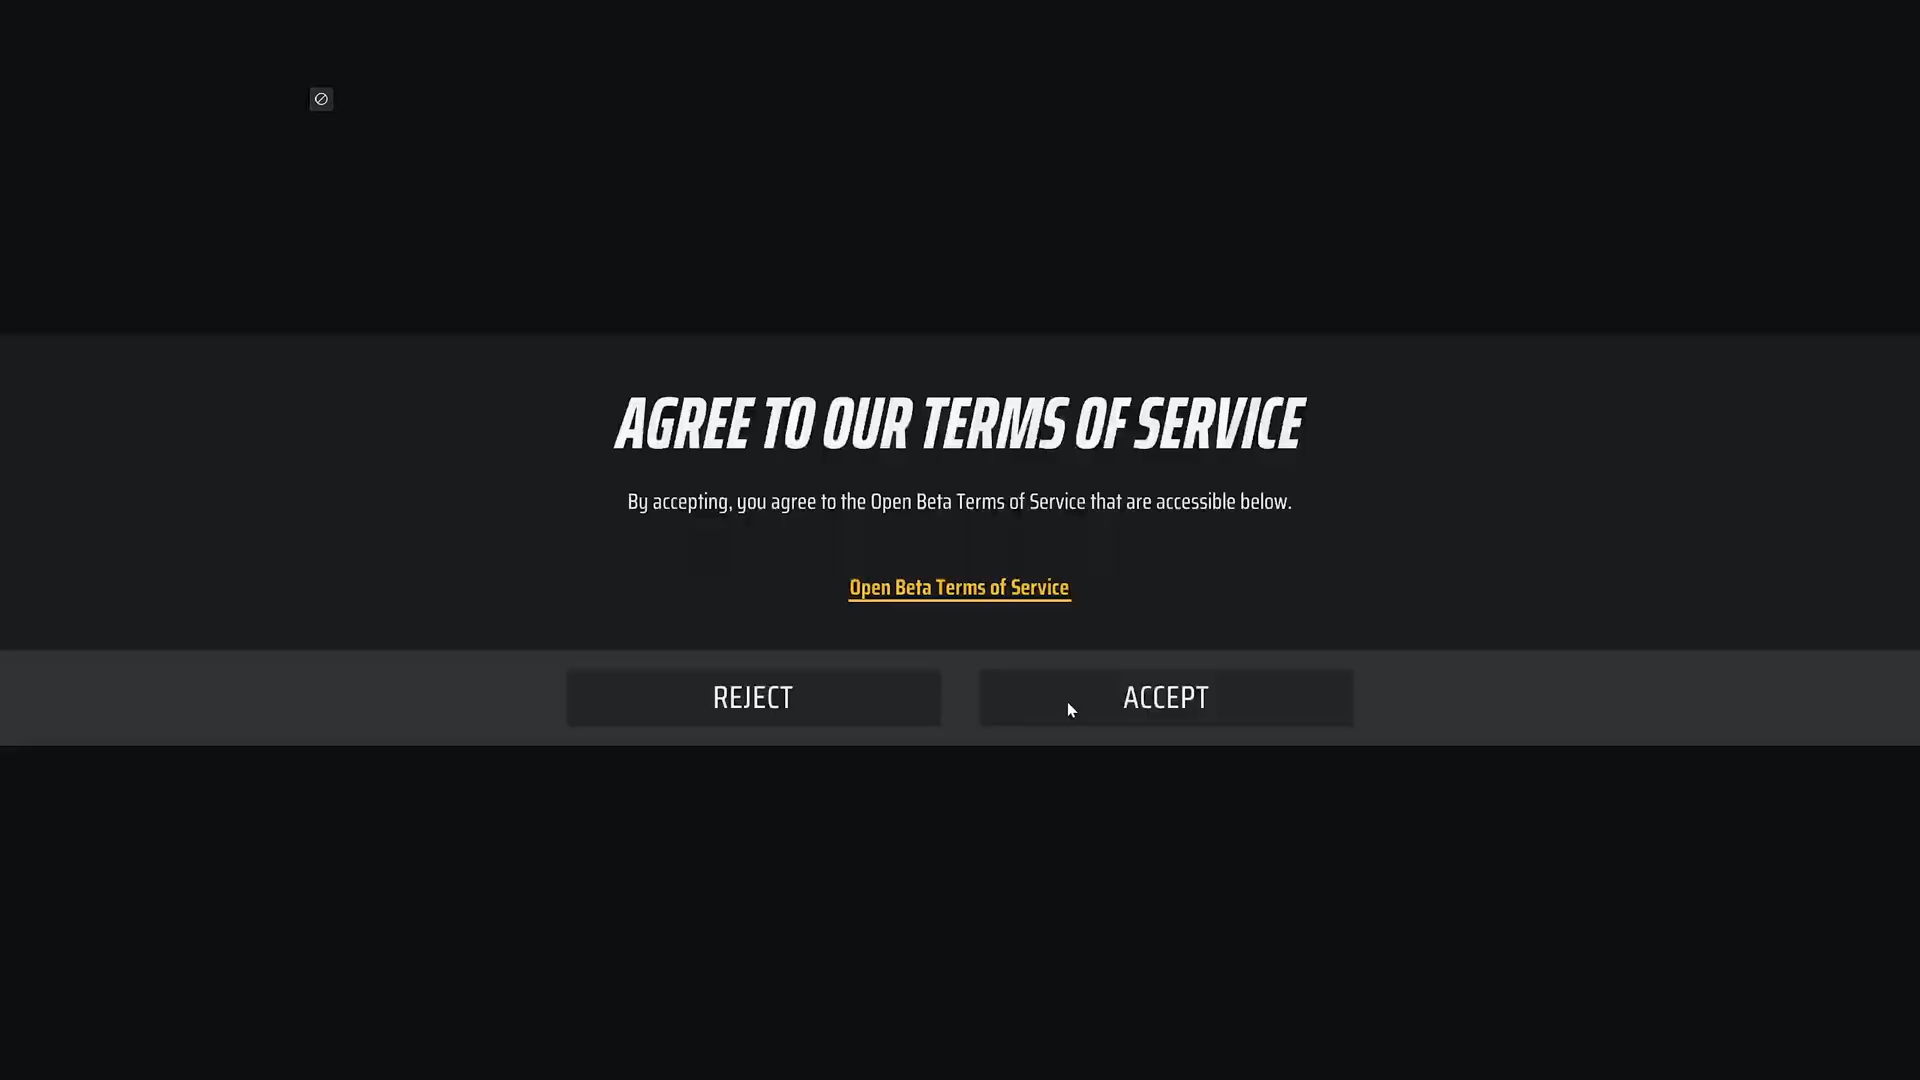 AGREE TO OUR TERMS OF SERVICE
By accepting, you agree to the Open Beta Terms of Service that are accessible below.
Open Beta Terms of Service
REJECT
ACCEPT